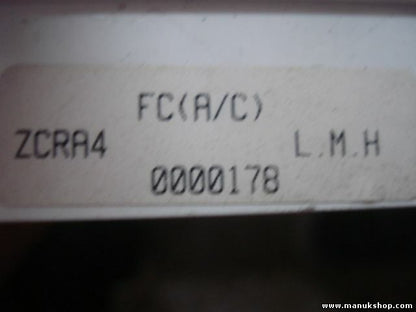 FC(A/C)
ZCRA4 L.M.H
0000178
www.manukshop.com